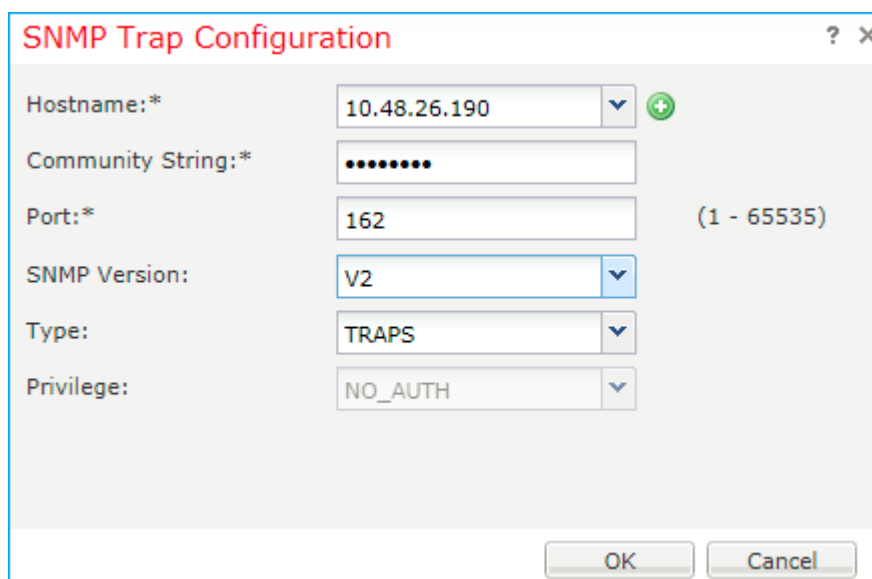 SNMP Trap Configuration ? ×
Hostname:* 10.48.26.190
Community String:* ••••••••
Port:* 162 (1 - 65535)
SNMP Version: V2
Type: TRAPS
Privilege: NO_AUTH
OK Cancel